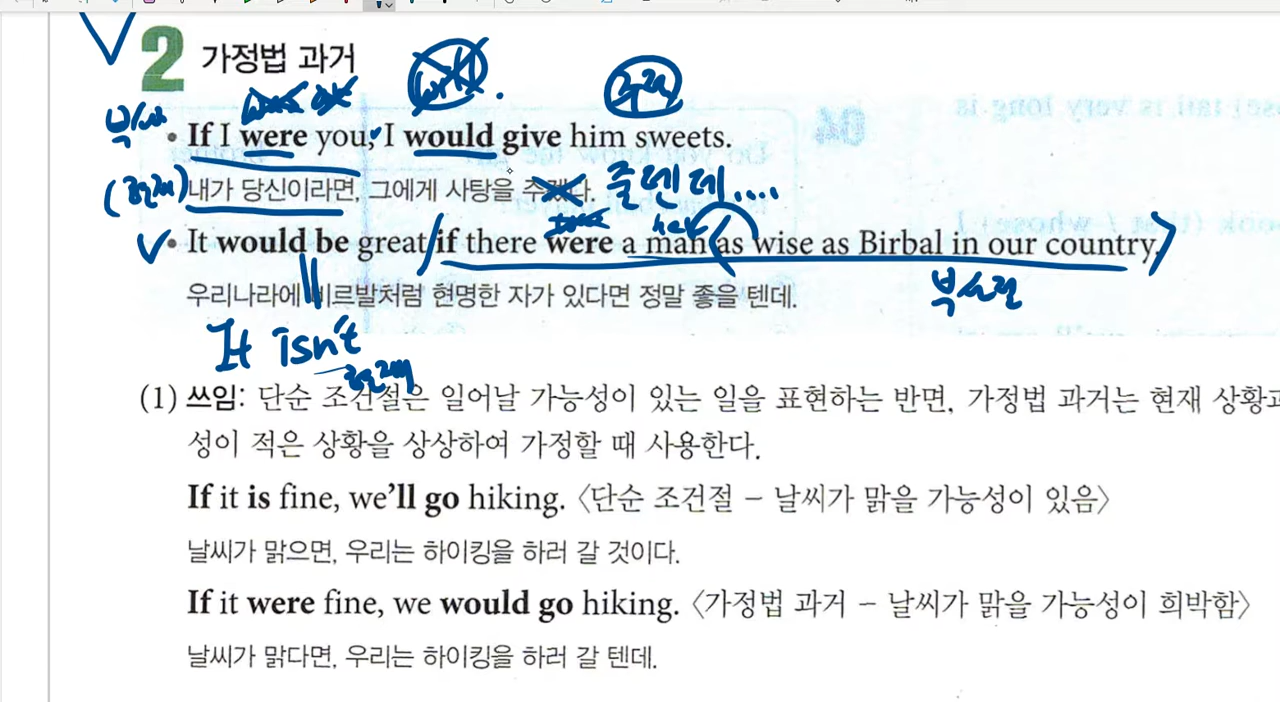 2 가정법 과거
주절
부사절
• If I were you, I would give him sweets.
(현재) 내가 당신이라면, 그에게 사탕을 주겠다. 줄텐데....
• It would be great if there were a man as wise as Birbal in our country.
우리나라에 비르발처럼 현명한 자가 있다면 정말 좋을 텐데.
부사절
It isn't
현재
(1) 쓰임: 단순 조건절은 일어날 가능성이 있는 일을 표현하는 반면, 가정법 과거는 현재 상황과
성이 적은 상황을 상상하여 가정할 때 사용한다.
If it is fine, we'll go hiking. 〈단순 조건절 – 날씨가 맑을 가능성이 있음〉
날씨가 맑으면, 우리는 하이킹을 하러 갈 것이다.
If it were fine, we would go hiking. 〈가정법 과거 – 날씨가 맑을 가능성이 희박함〉
날씨가 맑다면, 우리는 하이킹을 하러 갈 텐데.